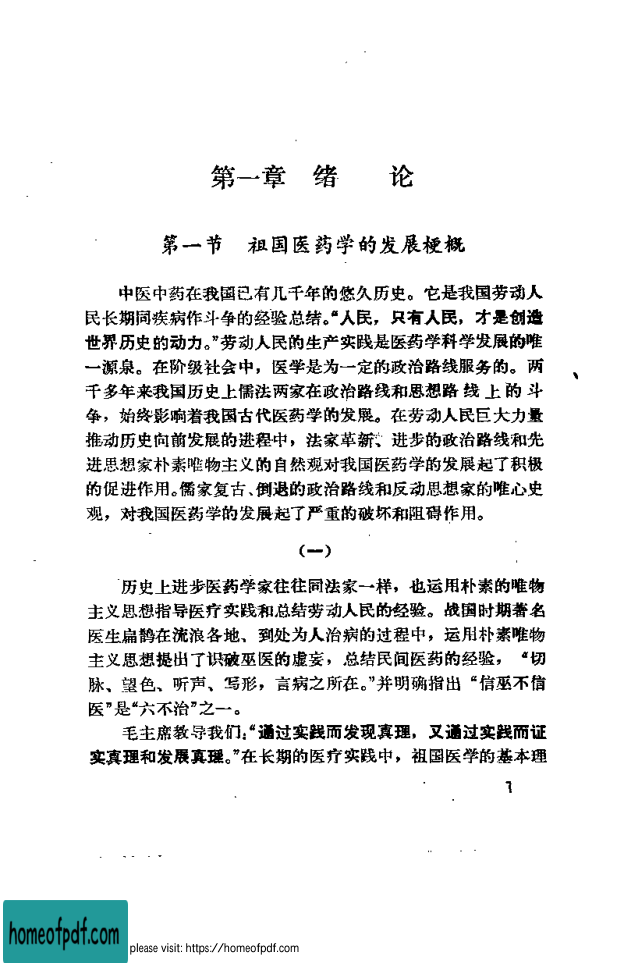 第一章 绪 论
第一节 祖国医药学的发展梗概
中医中药在我国已有几千年的悠久历史。它是我国劳动人
民长期同疾病作斗争的经验总结。“人民，只有人民，才是创造
世界历史的动力。”劳动人民的生产实践是医药学科学发展的唯
一源泉。在阶级社会中，医学是为一定的政治路线服务的。两
千多年来我国历史上儒法两家在政治路线和思想路线上的斗
争，始终影响着我国古代医药学的发展。在劳动人民巨大力量
推动历史向前发展的进程中，法家革新、进步的政治路线和先
进思想家朴素唯物主义的自然观对我国医药学的发展起了积极
的促进作用。儒家复古、倒退的政治路线和反动思想家的唯心史
观，对我国医药学的发展起了严重的破坏和阻碍作用。
（一）
历史上进步医药学家往往同法家一样，也运用朴素的唯物
主义思想指导医疗实践和总结劳动人民的经验。战国时期著名
医生扁鹊在流浪各地、到处为人治病的过程中，运用朴素唯物
主义思想提出了识破巫医的虚妄，总结民间医药的经验，“切
脉、望色、听声、写形，言病之所在。”并明确指出“信巫不信
医”是“六不治”之一。
毛主席教导我们：“通过实践而发现真理，又通过实践而证
实真理和发展真理。”在长期的医疗实践中，祖国医学的基本理
1
homeofpdf.com
please visit: https://homeofpdf.com